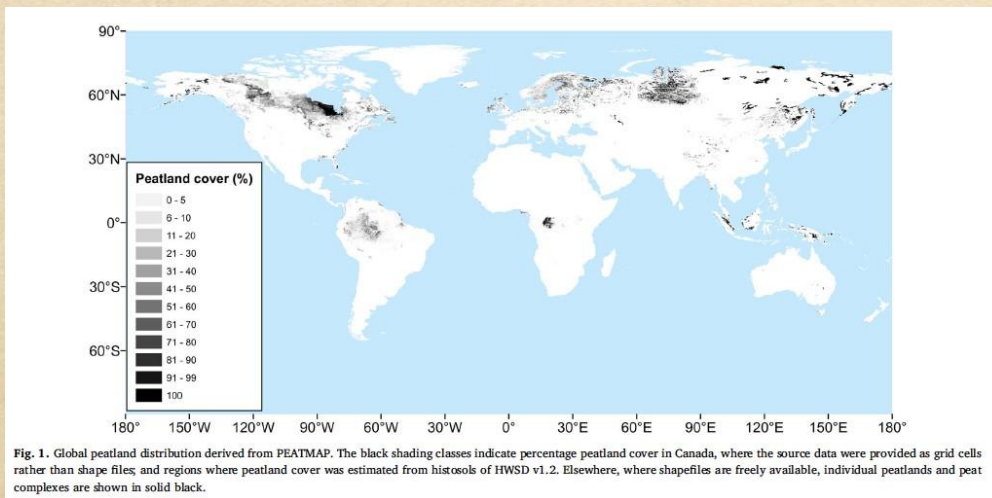 90°
60°N
30°N
0°
30°S
60°S
Peatland cover (%)
0 - 5
6 - 10
11 - 20
21 - 30
31 - 40
41 - 50
51 - 60
61 - 70
71 - 80
81 - 90
91 - 99
100
180° 150°W 120°W 90°W 60°W 30°W 0° 30°E 60°E 90°E 120°E 150°E 180°
Fig. 1. Global peatland distribution derived from PEATMAP. The black shading classes indicate percentage peatland cover in Canada, where the source data were provided as grid cells
rather than shape files; and regions where peatland cover was estimated from histosols of HWSD v1.2. Elsewhere, where shapefiles are freely available, individual peatlands and peat
complexes are shown in solid black.